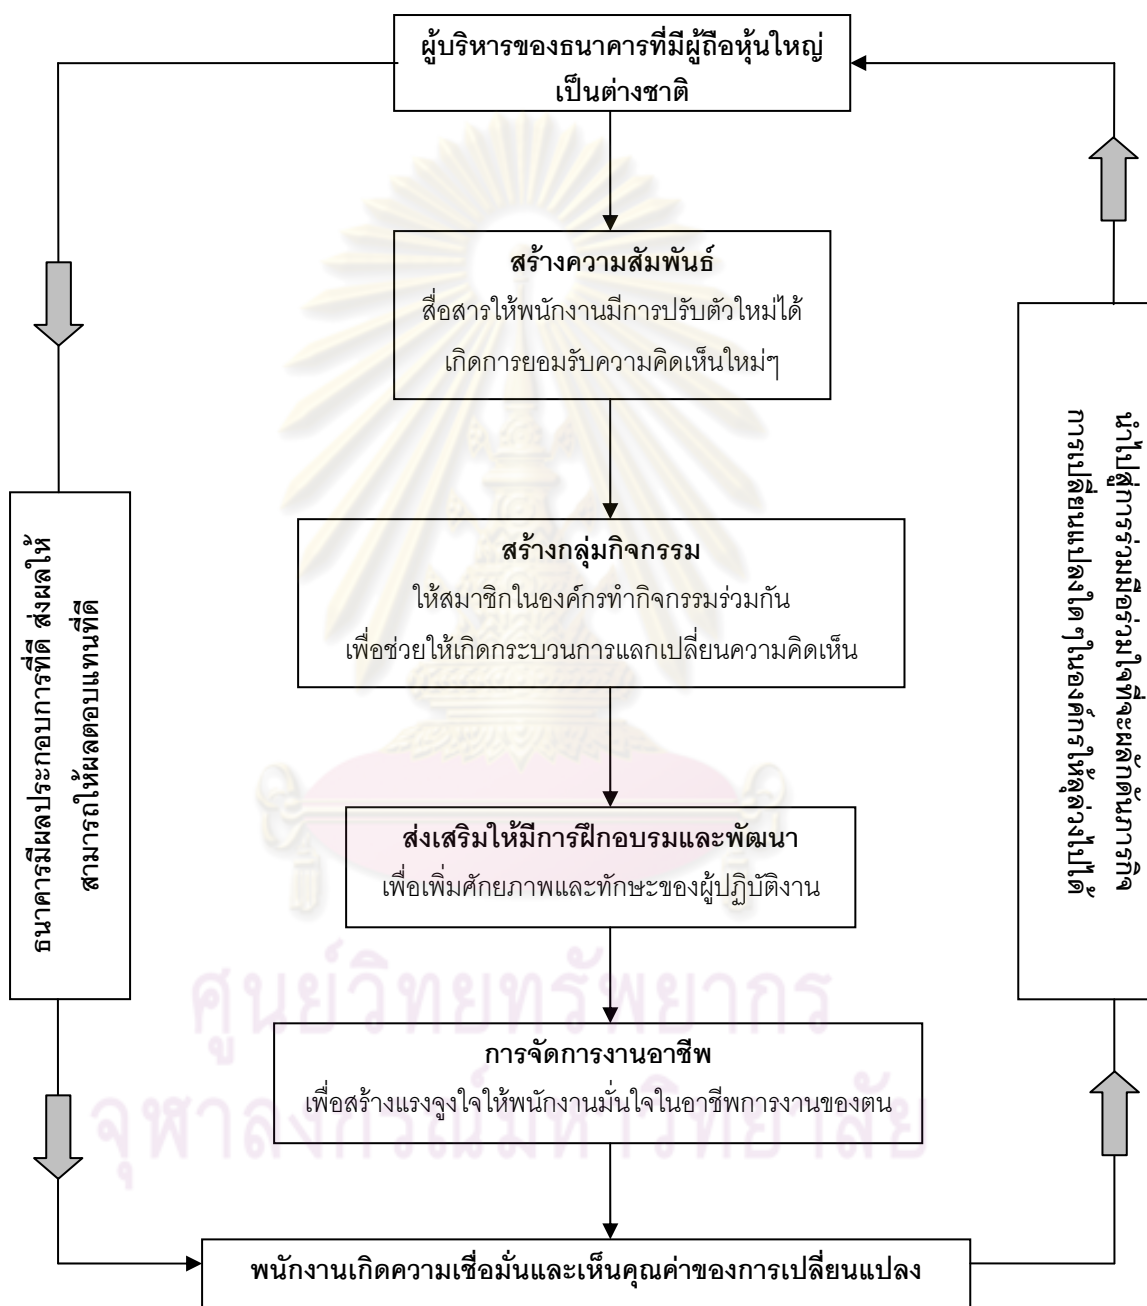 ผู้บริหารของธนาคารที่มีผู้ถือหุ้นใหญ่
เป็นต่างชาติ
สร้างความสัมพันธ์
สื่อสารให้พนักงานมีการปรับตัวใหม่ได้
เกิดการยอมรับความคิดเห็นใหม่ๆ
สร้างกลุ่มกิจกรรม
ให้สมาชิกในองค์กรทำกิจกรรมร่วมกัน
เพื่อช่วยให้เกิดกระบวนการแลกเปลี่ยนความคิดเห็น
ส่งเสริมให้มีการฝึกอบรมและพัฒนา
เพื่อเพิ่มศักยภาพและทักษะของผู้ปฏิบัติงาน
การจัดการงานอาชีพ
เพื่อสร้างแรงจูงใจให้พนักงานมั่นใจในอาชีพการงานของตน
พนักงานเกิดความเชื่อมั่นและเห็นคุณค่าของการเปลี่ยนแปลง
ธนาคารมีผลประกอบการที่ดี ส่งผลให้
สามารถให้ผลตอบแทนที่ดี
นำไปสู่การร่วมมือร่วมใจที่จะผลักดันภารกิจ
การเปลี่ยนแปลงใดๆในองค์กรให้ลุล่วงไปได้
ศูนย์วิทยทรัพยากร
จุฬาลงกรณ์มหาวิทยาลัย